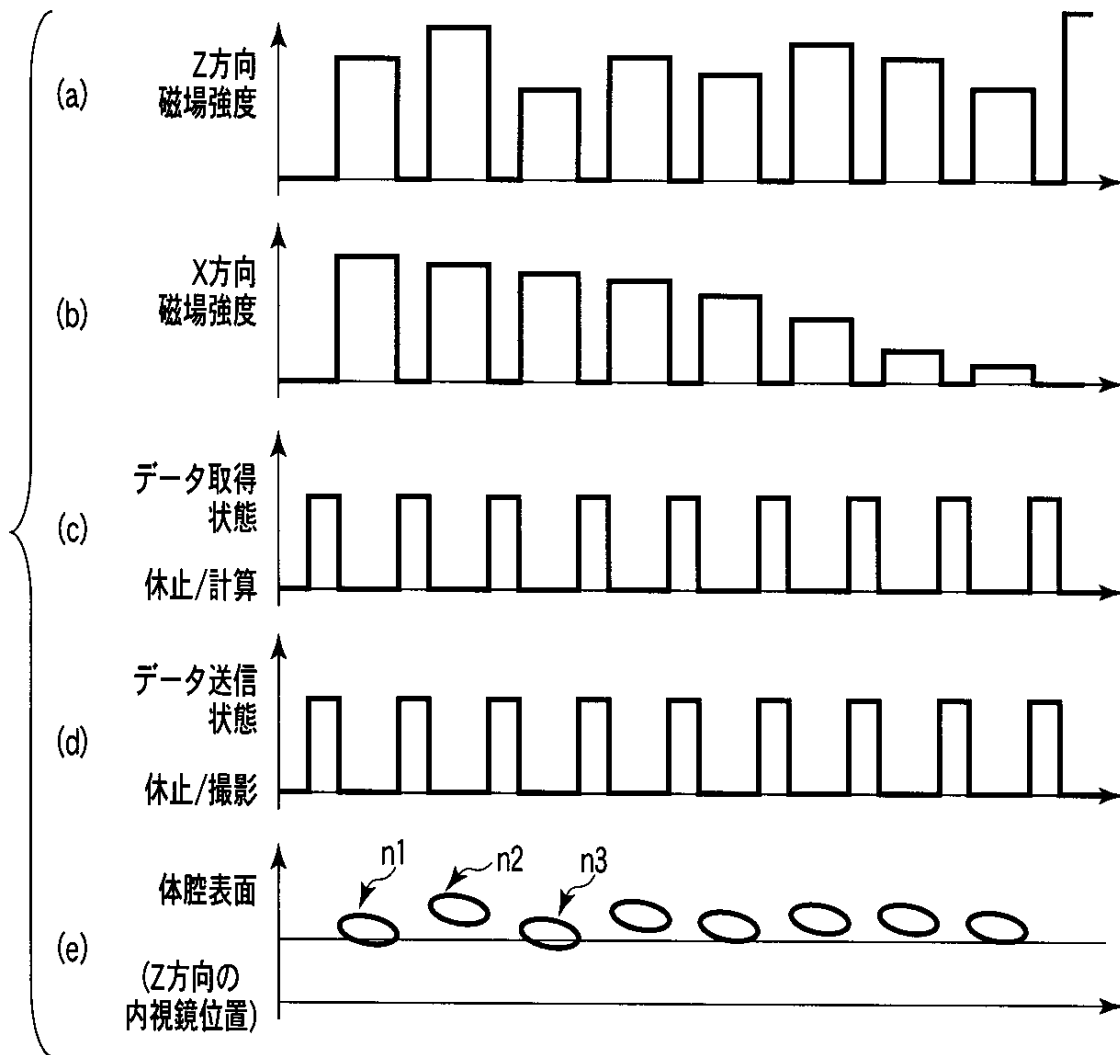 (a)
Z方向
磁場強度
(b)
X方向
磁場強度
(c)
データ取得
状態
休止/計算
(d)
データ送信
状態
休止/撮影
(e)
体腔表面
n1
n2
n3
(Z方向の
内視鏡位置)